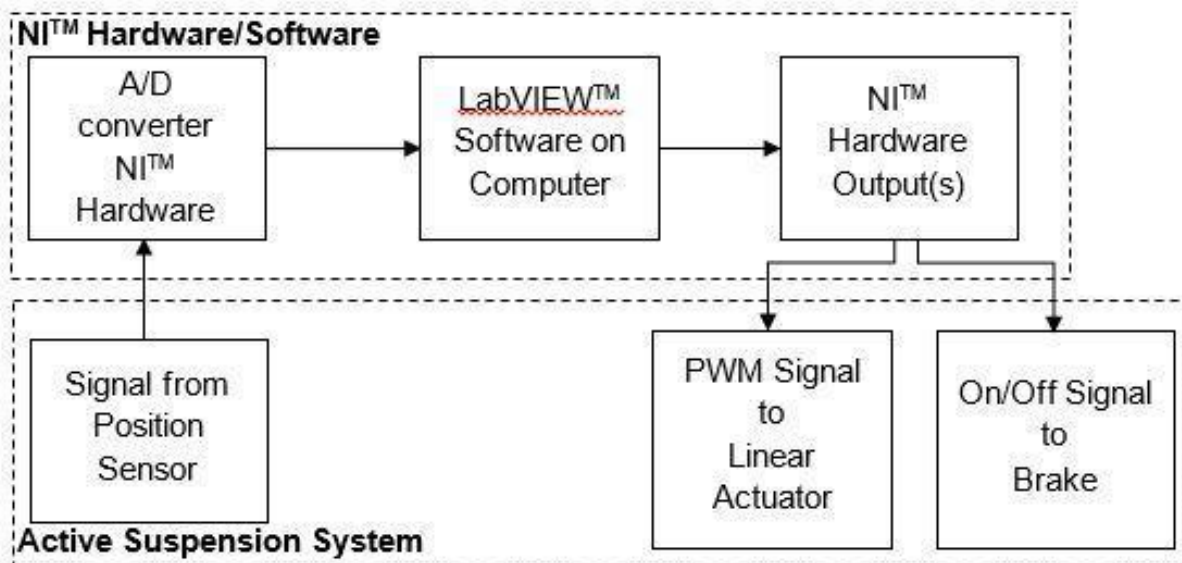 NI™ Hardware/Software
A/D
converter
NI™
Hardware
LabVIEW™
Software on
Computer
NI™
Hardware
Output(s)
Signal from
Position
Sensor
PWM Signal
to
Linear
Actuator
On/Off Signal
to
Brake
Active Suspension System